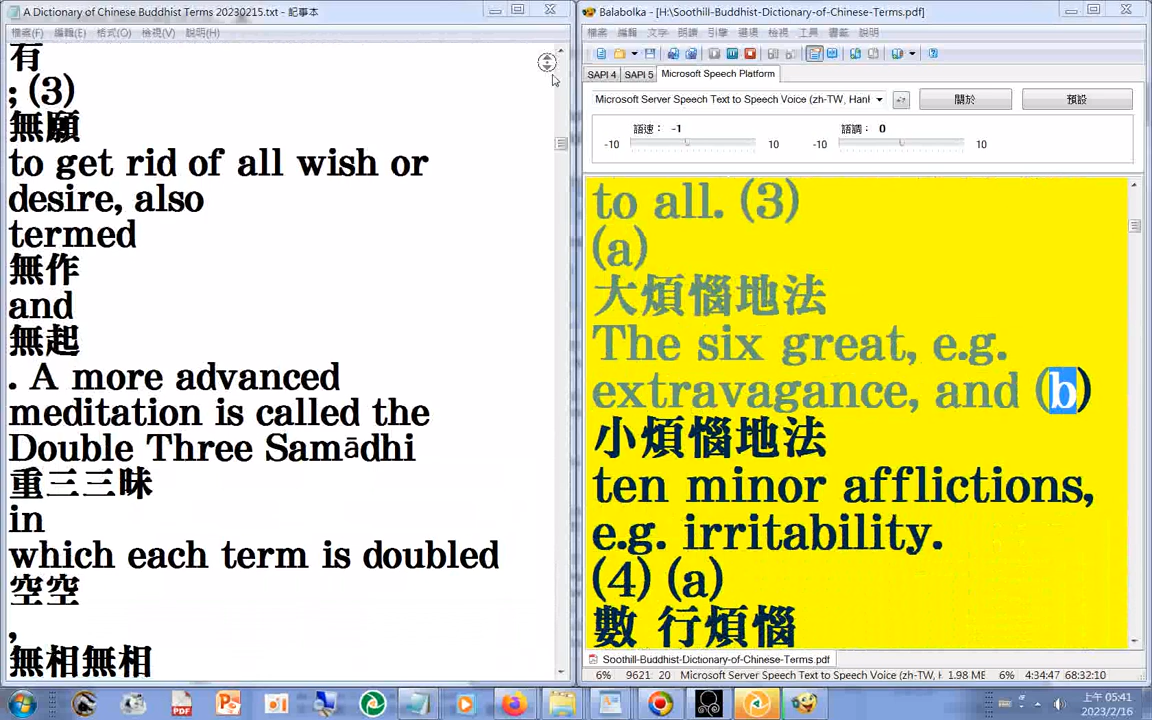 A Dictionary of Chinese Buddhist Terms 20230215.txt - 記事本
檔案(F) 編輯(E) 格式(O) 檢視(V) 說明(H)
有
; (3)
無願
to get rid of all wish or
desire, also
termed
無作
and
無起
. A more advanced
meditation is called the
Double Three Samādhi
重三三昧
in
which each term is doubled
空空
,
無相無相
Balabolka - [H:\Soothill-Buddhist-Dictionary-of-Chinese-Terms.pdf]
檔案 編輯 文字 朗讀 引擎 選項 檢視 工具 書籤 說明
SAPI 4 SAPI 5 Microsoft Speech Platform
Microsoft Server Speech Text to Speech Voice (zh-TW, Hanl
關於
預設
語速： -1
語調： 0
-10 10 -10 10
to all. (3)
(a)
大煩惱地法
The six great, e.g.
extravagance, and (b)
小煩惱地法
ten minor afflictions,
e.g. irritability.
(4) (a)
數 行煩惱
Soothill-Buddhist-Dictionary-of-Chinese-Terms.pdf
6% 9621: 20 Microsoft Server Speech Text to Speech Voice (zh-TW, H 1.98 ME 6% 4:34:47 68:32:10
上午 05:41
2023/2/16